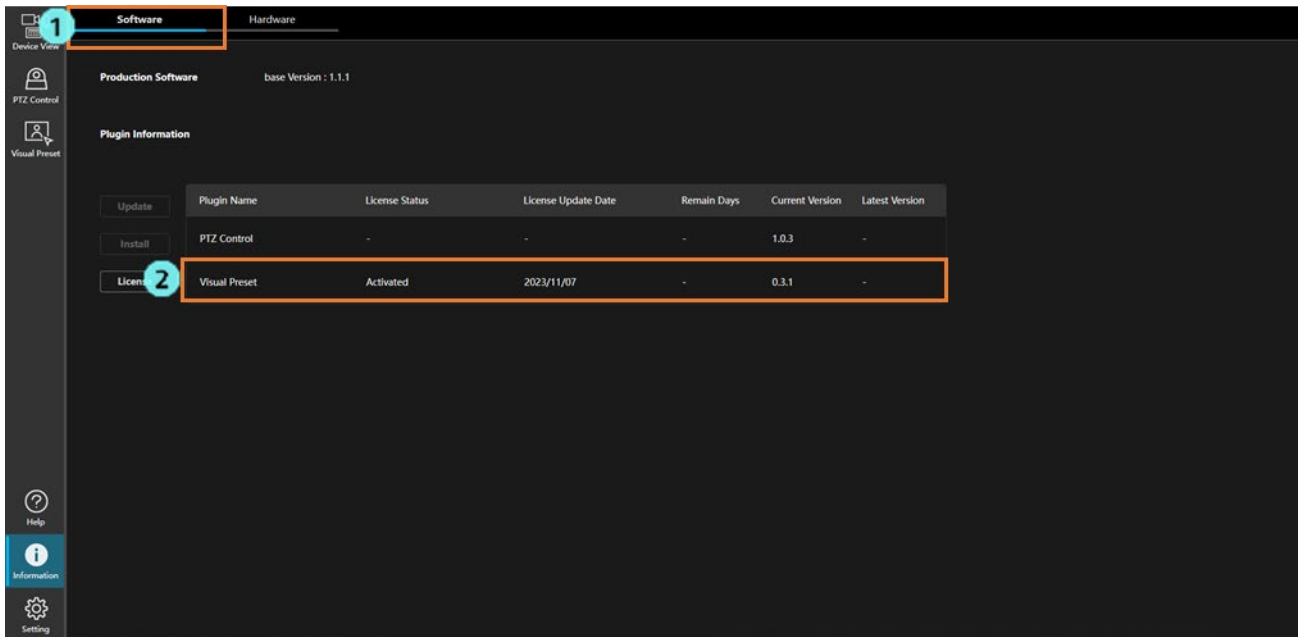 1
Software
Hardware
Device View
PTZ Control
Visual Preset
Production Software
base Version : 1.1.1
Plugin Information
Update
Install
2
Plugin Name License Status License Update Date Remain Days Current Version Latest Version
PTZ Control - - - 1.0.3 -
Visual Preset Activated 2023/11/07 - 0.3.1 -
Help
Information
Setting